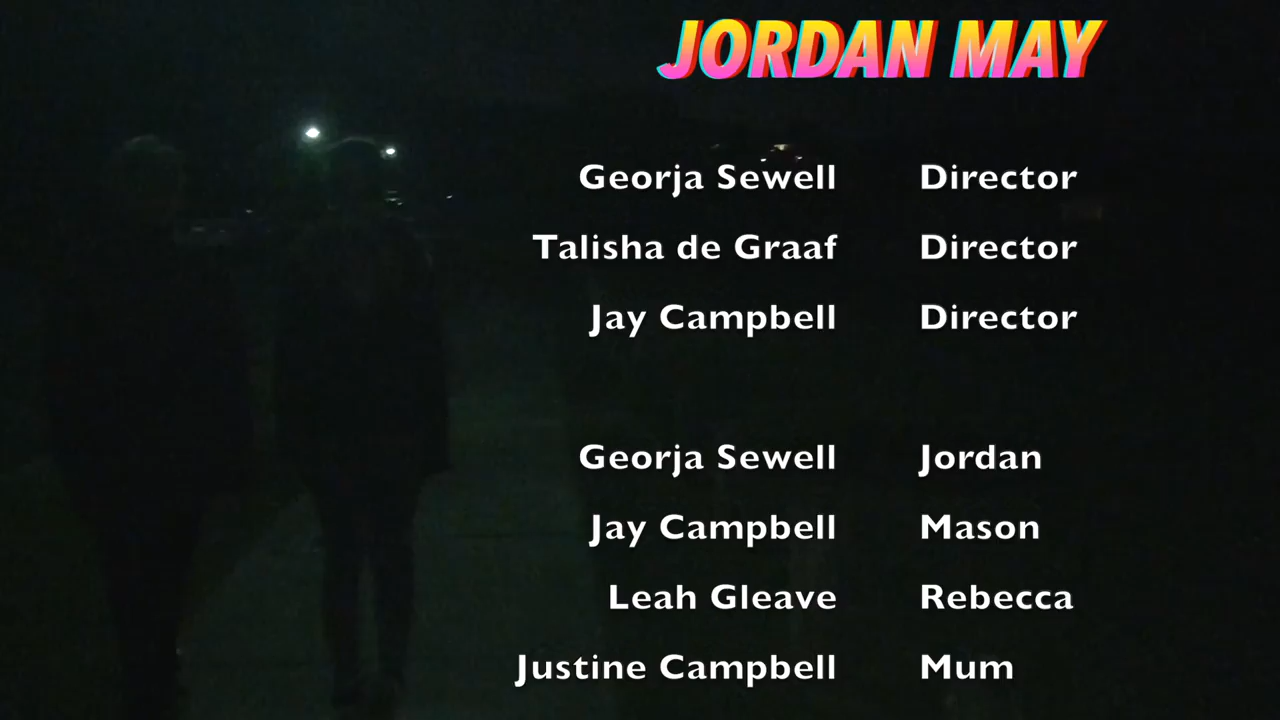 JORDAN MAY
Georja Sewell Director
Talisha de Graaf Director
Jay Campbell Director
Georja Sewell Jordan
Jay Campbell Mason
Leah Gleave Rebecca
Justine Campbell Mum